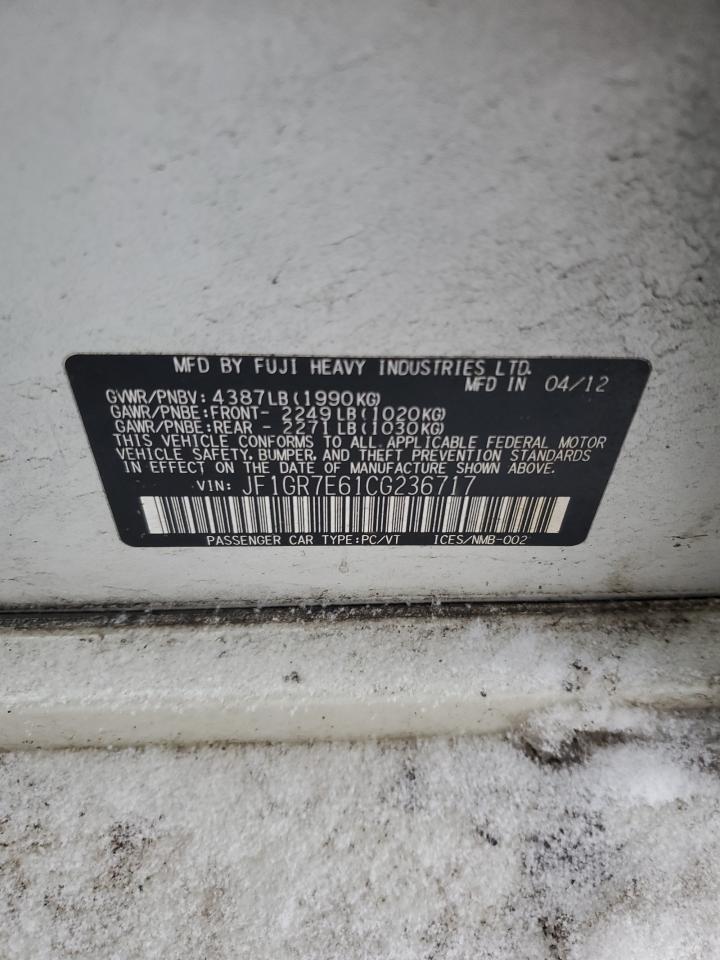 MFD BY FUJI HEAVY INDUSTRIES LTD.
MFD IN 04/12
GVWR/PNBV: 4387LB(1990KG)
GAWR/PNBE:FRONT- 2249LB(1020KG)
GAWR/PNBE:REAR - 2271LB(1030KG)
THIS VEHICLE CONFORMS TO ALL APPLICABLE FEDERAL MOTOR
VEHICLE SAFETY, BUMPER, AND THEFT PREVENTION STANDARDS
IN EFFECT ON THE DATE OF MANUFACTURE SHOWN ABOVE.
VIN: JF1GR7E61CG236717
PASSENGER CAR TYPE:PC/VT ICES/NMB-002